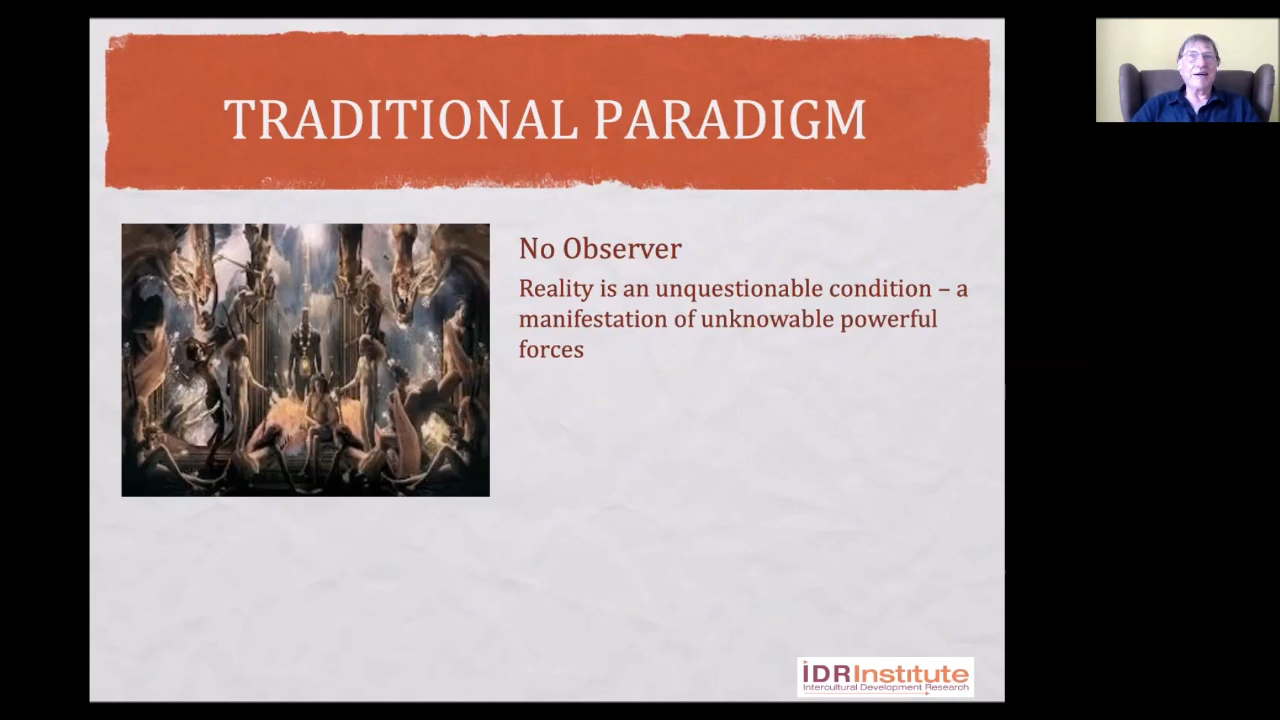 TRADITIONAL PARADIGM
No Observer
Reality is an unquestionable condition – a
manifestation of unknowable powerful
forces
iDRInstitute
Intercultural Development Research